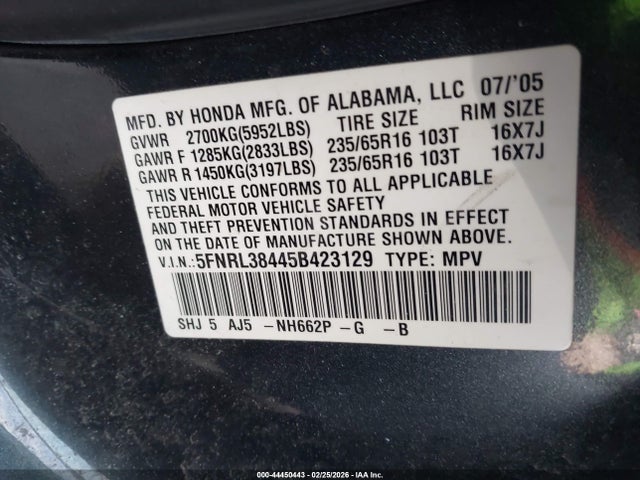 MFD. BY HONDA MFG. OF ALABAMA, LLC 07/'05
GVWR 2700KG(5952LBS) TIRE SIZE RIM SIZE
GAWR F 1285KG(2833LBS) 235/65R16 103T 16X7J
GAWR R 1450KG(3197LBS) 235/65R16 103T 16X7J
THIS VEHICLE CONFORMS TO ALL APPLICABLE
FEDERAL MOTOR VEHICLE SAFETY
AND THEFT PREVENTION STANDARDS IN EFFECT
ON THE DATE OF MANUFACTURE SHOWN ABOVE.
V.I.N.: 5FNRL38445B423129 TYPE: MPV
SHJ 5 AJ5 -NH662P -G -B
000-44450443 - 02/25/2026 - IAA Inc.